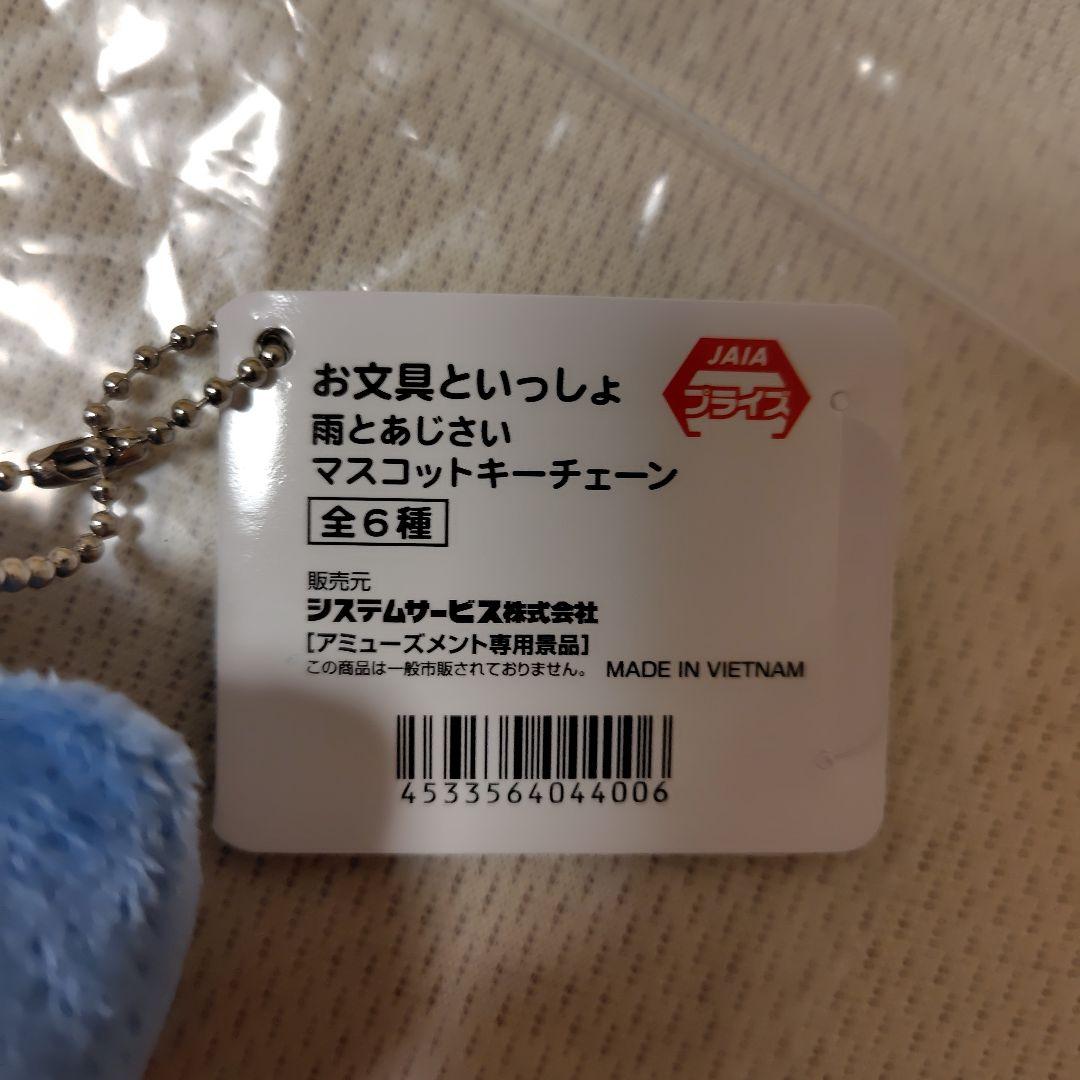 JAIA
プライズ
お文具といっしょ
雨とあじさい
マスコットキーチェーン
全6種
販売元
システムサービス株式会社
[アミューズメント専用景品]
この商品は一般市販されておりません。 MADE IN VIETNAM
4533564044006